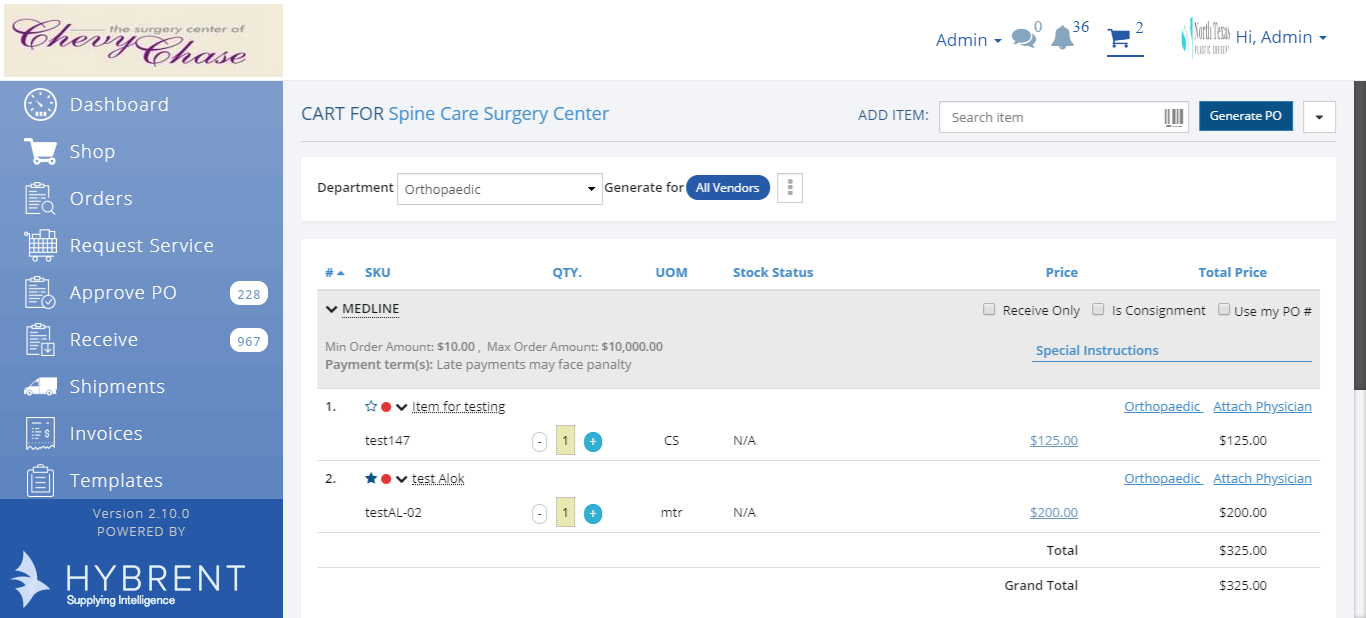 the surgery center of
Chevy Chase
Admin
0
36
2
North Texas
PLASTIC SURGERY
Hi, Admin
Dashboard
Shop
Orders
Request Service
Approve PO 228
Receive 967
Shipments
Invoices
Templates
Version 2.10.0
POWERED BY
HYBRENT
Supplying Intelligence
CART FOR Spine Care Surgery Center
ADD ITEM: Search item Generate PO
Department Orthopaedic Generate for All Vendors
# SKU QTY. UOM Stock Status Price Total Price
MEDLINE Receive Only Is Consignment Use my PO #
Min Order Amount: $10.00 , Max Order Amount: $10,000.00
Special Instructions
Payment term(s): Late payments may face panalty
1. Item for testing Orthopaedic Attach Physician
test147 - 1 + CS N/A $125.00 $125.00
2. test Alok Orthopaedic Attach Physician
testAL-02 - 1 + mtr N/A $200.00 $200.00
Total $325.00
Grand Total $325.00